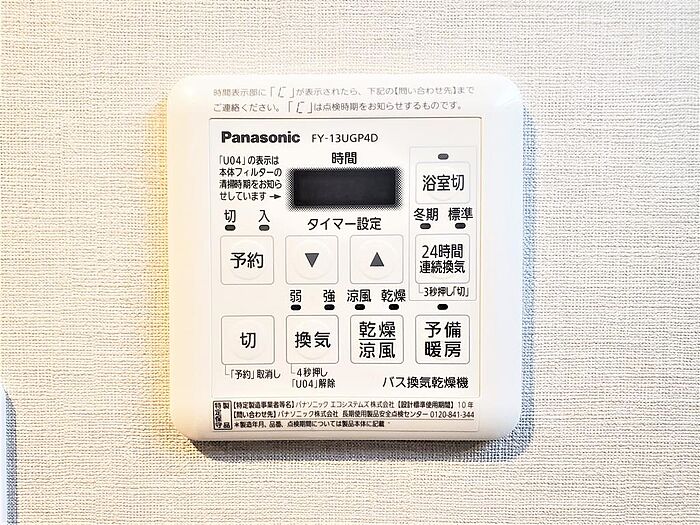 時間表示部に「[」が表示されたら、下記の【問い合わせ先】まで
ご連絡ください。「[」は点検時期をお知らせするものです。
Panasonic FY-13UGP4D
「U04」の表示は
本体フィルターの
清掃時期をお知ら
せしています→
時間
浴室切
切 入
タイマー設定
冬期 標準
予約
▼
▲
24時間
連続換気
3秒押し「切」
弱 強 涼風 乾燥
切
換気
乾燥
涼風
予備
暖房
「予約」取消し
4秒押し
「U04」解除
バス換気乾燥機
特定保守製品
【特定製造事業者等名】パナソニック エコシステムズ株式会社【設計標準使用期間】10年
【問い合わせ先】パナソニック株式会社 長期使用製品安全点検センター 0120-841-344
*製造年月、品番、点検期間については製品本体に記載